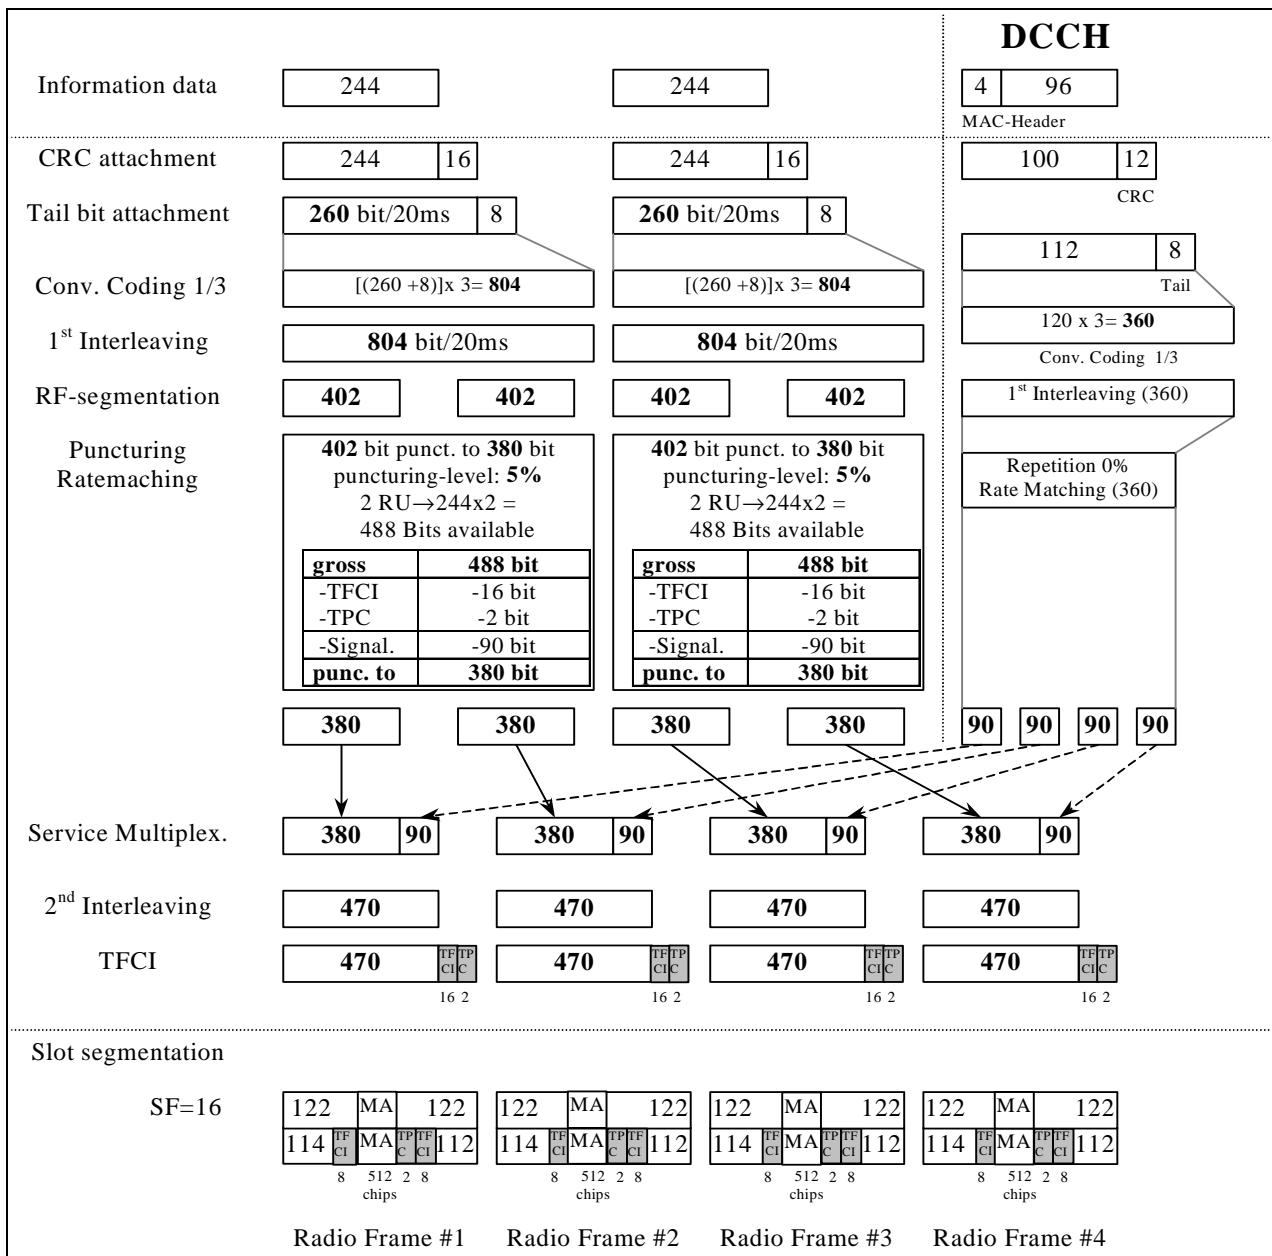 DCCH
Information data
244
244
4 96
MAC-Header
CRC attachment
244 16
244 16
100 12
CRC
Tail bit attachment
260 bit/20ms 8
260 bit/20ms 8
112 8
Tail
Conv. Coding 1/3
[(260 +8)]x 3= 804
[(260 +8)]x 3= 804
120 x 3= 360
Conv. Coding 1/3
1st Interleaving
804 bit/20ms
804 bit/20ms
RF-segmentation
402 402 402 402
1st Interleaving (360)
Puncturing
Ratemaching
402 bit punct. to 380 bit
puncturing-level: 5%
2 RU→244x2 =
488 Bits available
gross 488 bit
-TFCI -16 bit
-TPC -2 bit
-Signal. -90 bit
punc. to 380 bit
402 bit punct. to 380 bit
puncturing-level: 5%
2 RU→244x2 =
488 Bits available
gross 488 bit
-TFCI -16 bit
-TPC -2 bit
-Signal. -90 bit
punc. to 380 bit
Repetition 0%
Rate Matching (360)
380 380 380 380 90 90 90 90
Service Multiplex.
380 90 380 90 380 90 380 90
2nd Interleaving
470 470 470 470
TFCI
470 TF CI TP C 470 TF CI TP C 470 TF CI TP C 470 TF CI TP C
16 2 16 2 16 2 16 2
Slot segmentation
SF=16
122 MA 122 122 MA 122 122 MA 122 122 MA 122
114 TF CI MA TP C TF CI 112 114 TF CI MA TP C TF CI 112 114 TF CI MA TP C TF CI 112 114 TF CI MA TP C TF CI 112
8 512 2 8 8 512 2 8 8 512 2 8 8 512 2 8
chips chips chips chips
Radio Frame #1 Radio Frame #2 Radio Frame #3 Radio Frame #4